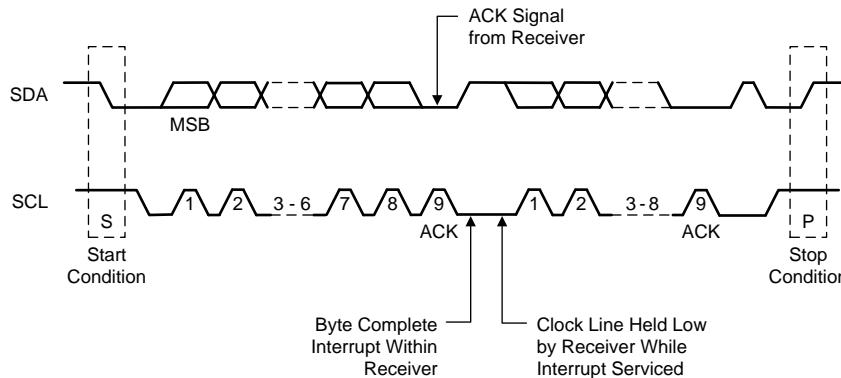 ACK Signal
from Receiver
SDA
MSB
SCL
S
1
2
3 - 6
7
8
9
1
2
3 - 8
9
P
ACK
ACK
Start
Condition
Stop
Condition
Byte Complete
Interrupt Within
Receiver
Clock Line Held Low
by Receiver While
Interrupt Serviced